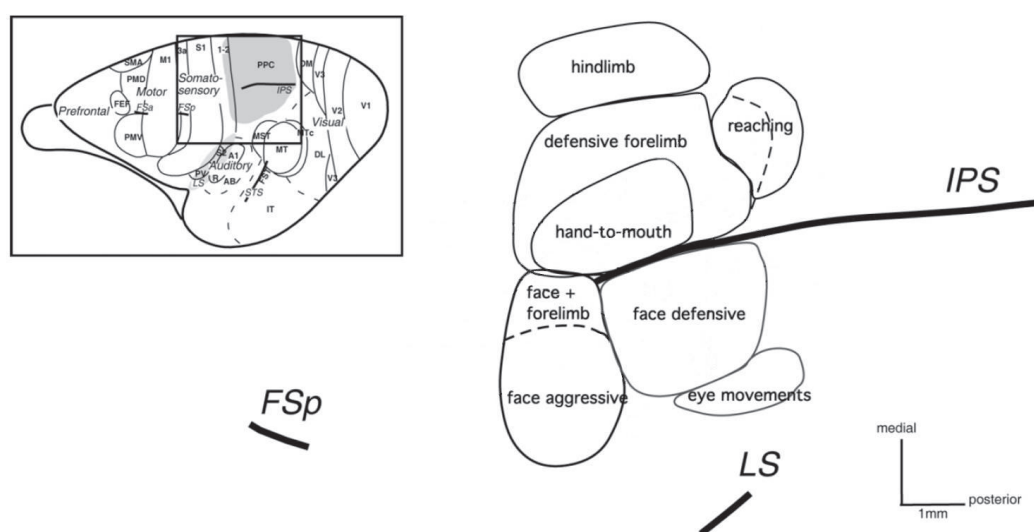 SMA
M1
3a
S1
1-2
PPC
DM
V3
PMD
Motor
Somato-
sensory
IPS
V2
V1
Prefrontal
FEF
FSa
FSp
Visual
PMV
MST
MTc
MT
DL
A1
Auditory
PV
R
AB
LS
STS
V3
IT
hindlimb
defensive forelimb
reaching
hand-to-mouth
IPS
face +
forelimb
face defensive
face aggressive
eye movements
FSp
LS
medial
posterior
1mm